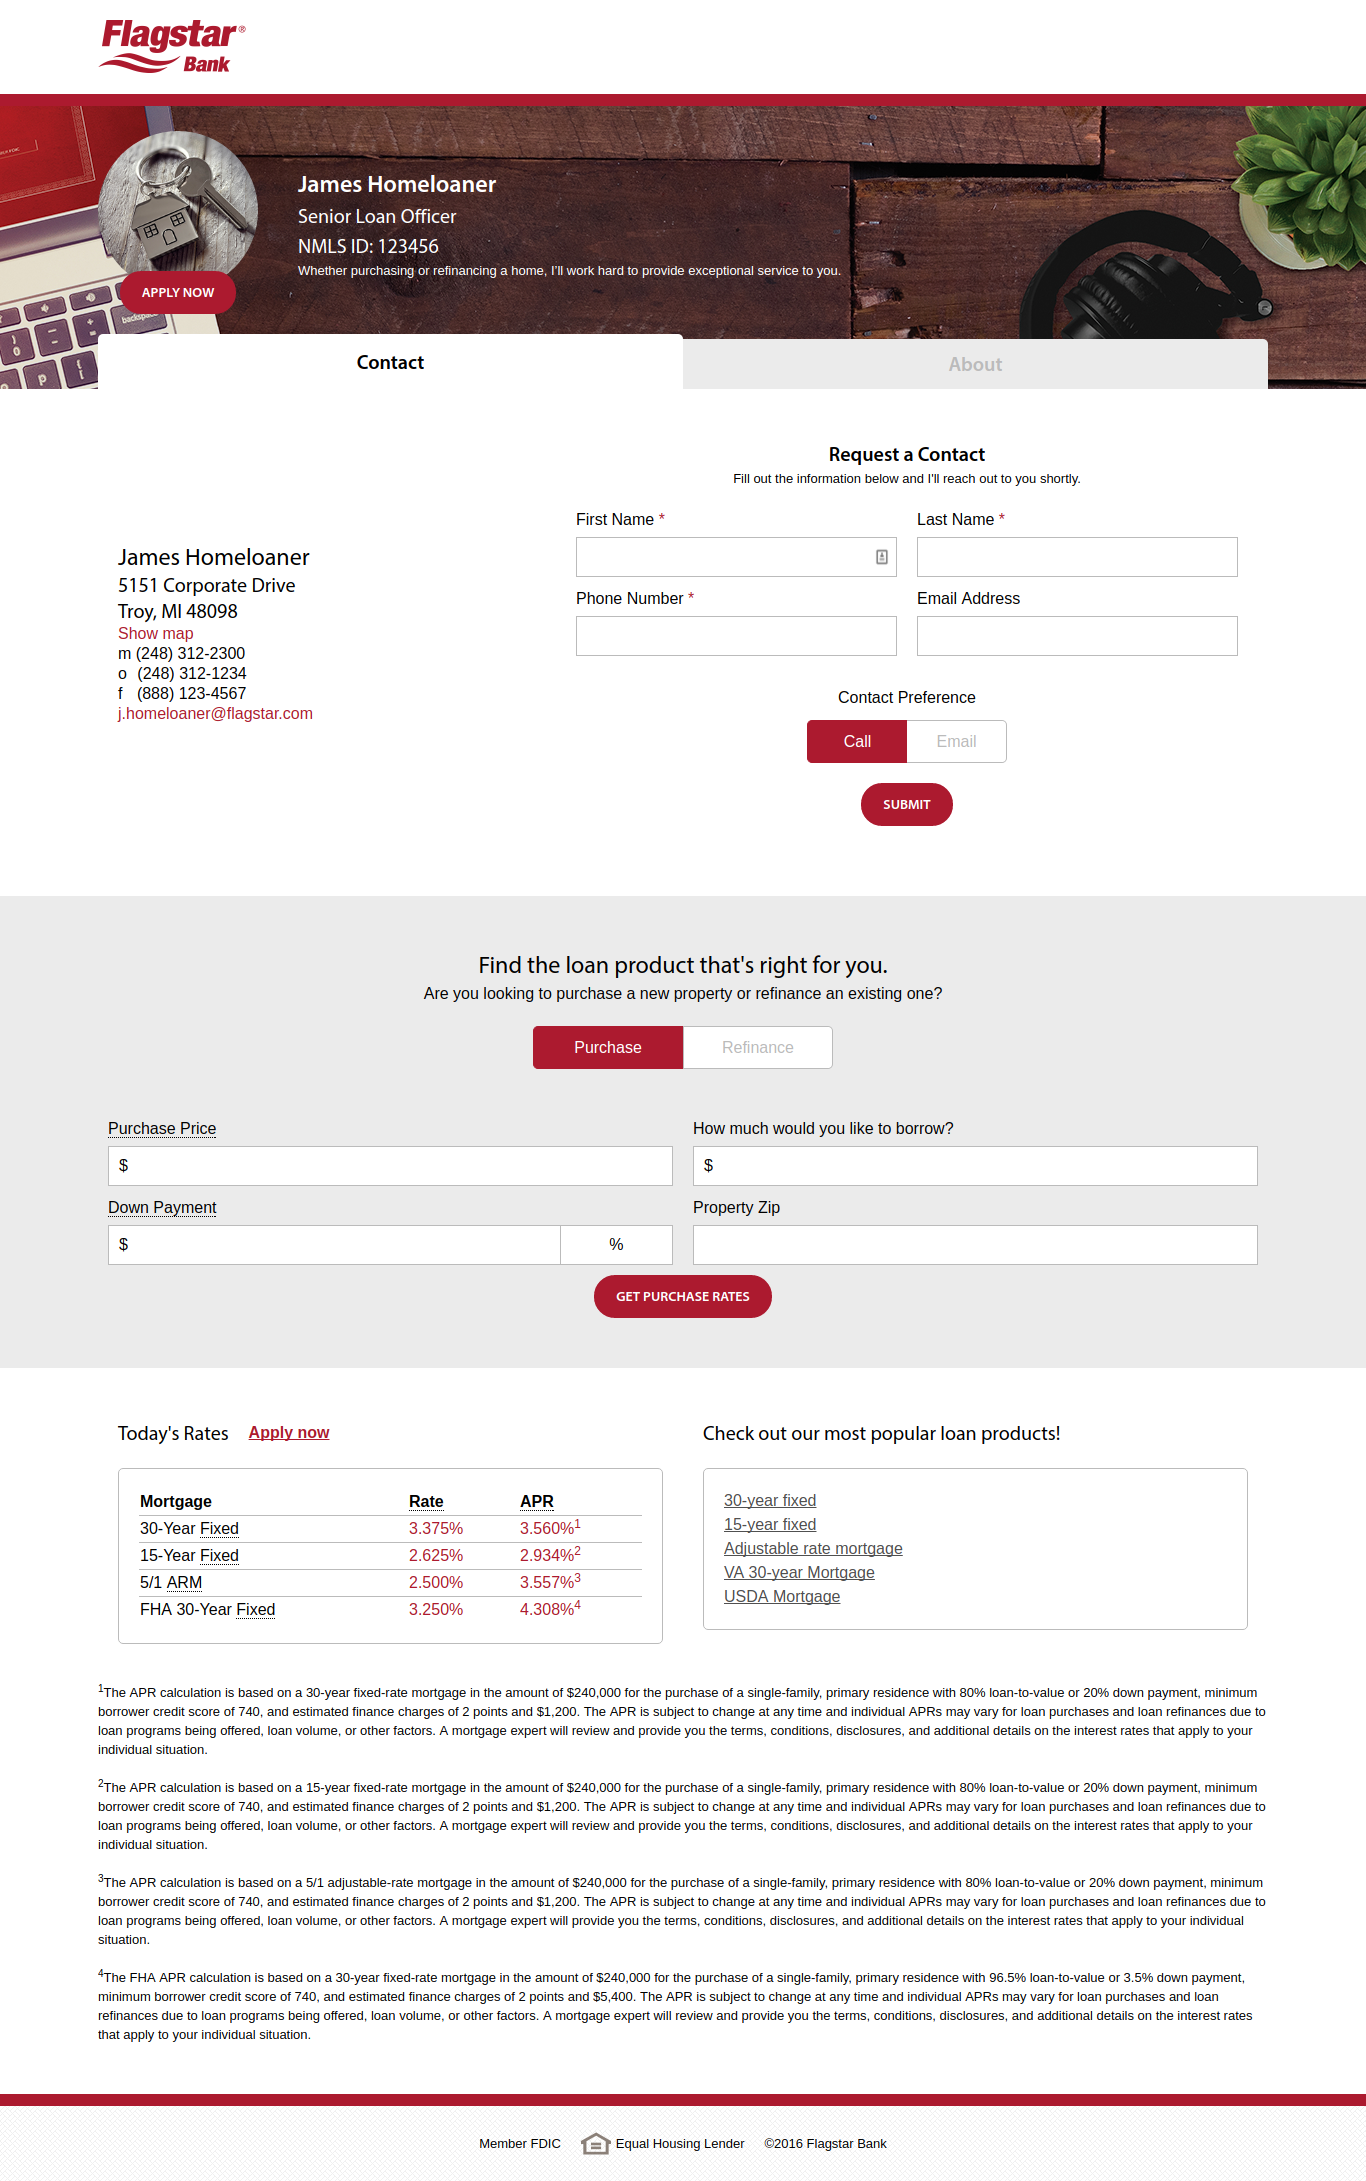 Flagstar®
Bank
James Homeloaner
Senior Loan Officer
NMLS ID: 123456
Whether purchasing or refinancing a home, I'll work hard to provide exceptional service to you.
APPLY NOW
backspace
Contact
About
Request a Contact
Fill out the information below and I'll reach out to you shortly.
First Name *
Last Name *
James Homeloaner
5151 Corporate Drive
Troy, MI 48098
Show map
m (248) 312-2300
o (248) 312-1234
f (888) 123-4567
j.homeloaner@flagstar.com
Phone Number *
Email Address
Contact Preference
Call
Email
SUBMIT
Find the loan product that's right for you.
Are you looking to purchase a new property or refinance an existing one?
Purchase
Refinance
Purchase Price
How much would you like to borrow?
$
$
Down Payment
Property Zip
$
%
GET PURCHASE RATES
Today's Rates Apply now
Mortgage Rate APR
30-Year Fixed 3.375% 3.560%1
15-Year Fixed 2.625% 2.934%2
5/1 ARM 2.500% 3.557%3
FHA 30-Year Fixed 3.250% 4.308%4
Check out our most popular loan products!
30-year fixed
15-year fixed
Adjustable rate mortgage
VA 30-year Mortgage
USDA Mortgage
1The APR calculation is based on a 30-year fixed-rate mortgage in the amount of $240,000 for the purchase of a single-family, primary residence with 80% loan-to-value or 20% down payment, minimum
borrower credit score of 740, and estimated finance charges of 2 points and $1,200. The APR is subject to change at any time and individual APRs may vary for loan purchases and loan refinances due to
loan programs being offered, loan volume, or other factors. A mortgage expert will review and provide you the terms, conditions, disclosures, and additional details on the interest rates that apply to your
individual situation.
2The APR calculation is based on a 15-year fixed-rate mortgage in the amount of $240,000 for the purchase of a single-family, primary residence with 80% loan-to-value or 20% down payment, minimum
borrower credit score of 740, and estimated finance charges of 2 points and $1,200. The APR is subject to change at any time and individual APRs may vary for loan purchases and loan refinances due to
loan programs being offered, loan volume, or other factors. A mortgage expert will review and provide you the terms, conditions, disclosures, and additional details on the interest rates that apply to your
individual situation.
3The APR calculation is based on a 5/1 adjustable-rate mortgage in the amount of $240,000 for the purchase of a single-family, primary residence with 80% loan-to-value or 20% down payment, minimum
borrower credit score of 740, and estimated finance charges of 2 points and $1,200. The APR is subject to change at any time and individual APRs may vary for loan purchases and loan refinances due to
loan programs being offered, loan volume, or other factors. A mortgage expert will provide you the terms, conditions, disclosures, and additional details on the interest rates that apply to your individual
situation.
4The FHA APR calculation is based on a 30-year fixed-rate mortgage in the amount of $240,000 for the purchase of a single-family, primary residence with 96.5% loan-to-value or 3.5% down payment,
minimum borrower credit score of 740, and estimated finance charges of 2 points and $5,400. The APR is subject to change at any time and individual APRs may vary for loan purchases and loan
refinances due to loan programs being offered, loan volume, or other factors. A mortgage expert will review and provide you the terms, conditions, disclosures, and additional details on the interest rates
that apply to your individual situation.
Member FDIC Equal Housing Lender ©2016 Flagstar Bank